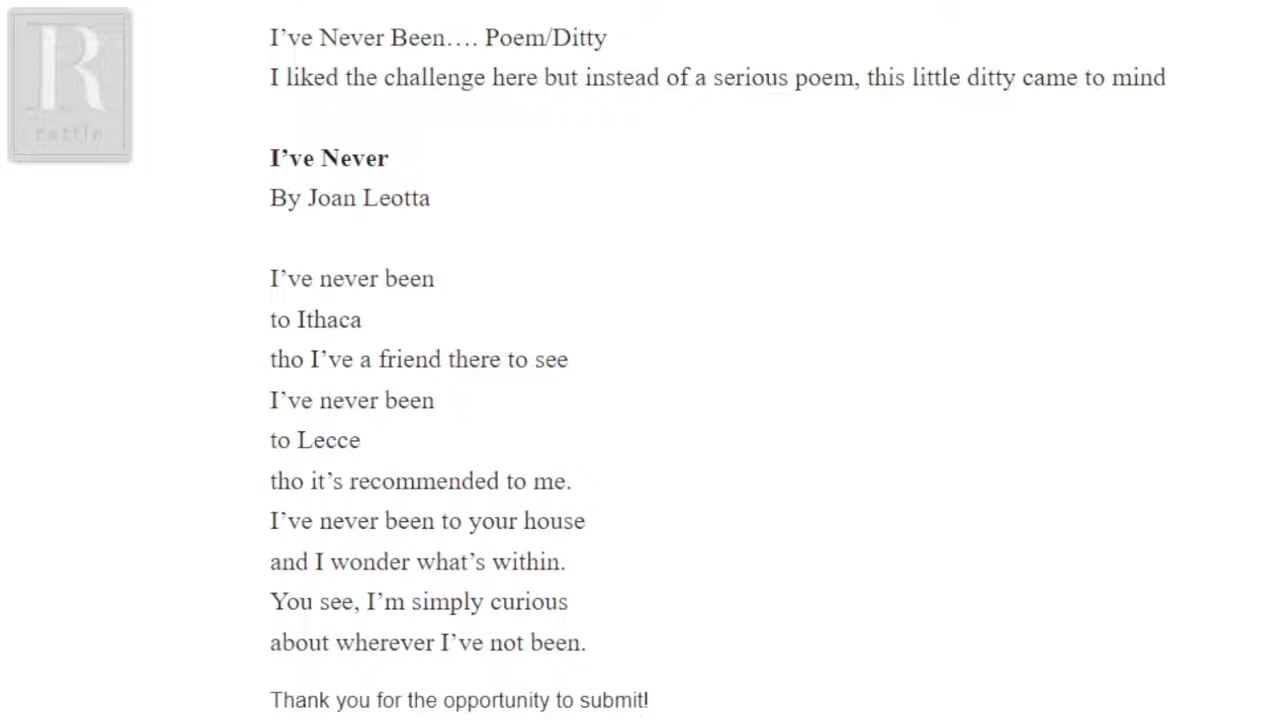 R
rattle
I’ve Never Been…. Poem/Ditty
I liked the challenge here but instead of a serious poem, this little ditty came to mind
I’ve Never
By Joan Leotta
I’ve never been
to Ithaca
tho I’ve a friend there to see
I’ve never been
to Lecce
tho it’s recommended to me.
I’ve never been to your house
and I wonder what’s within.
You see, I’m simply curious
about wherever I’ve not been.
Thank you for the opportunity to submit!